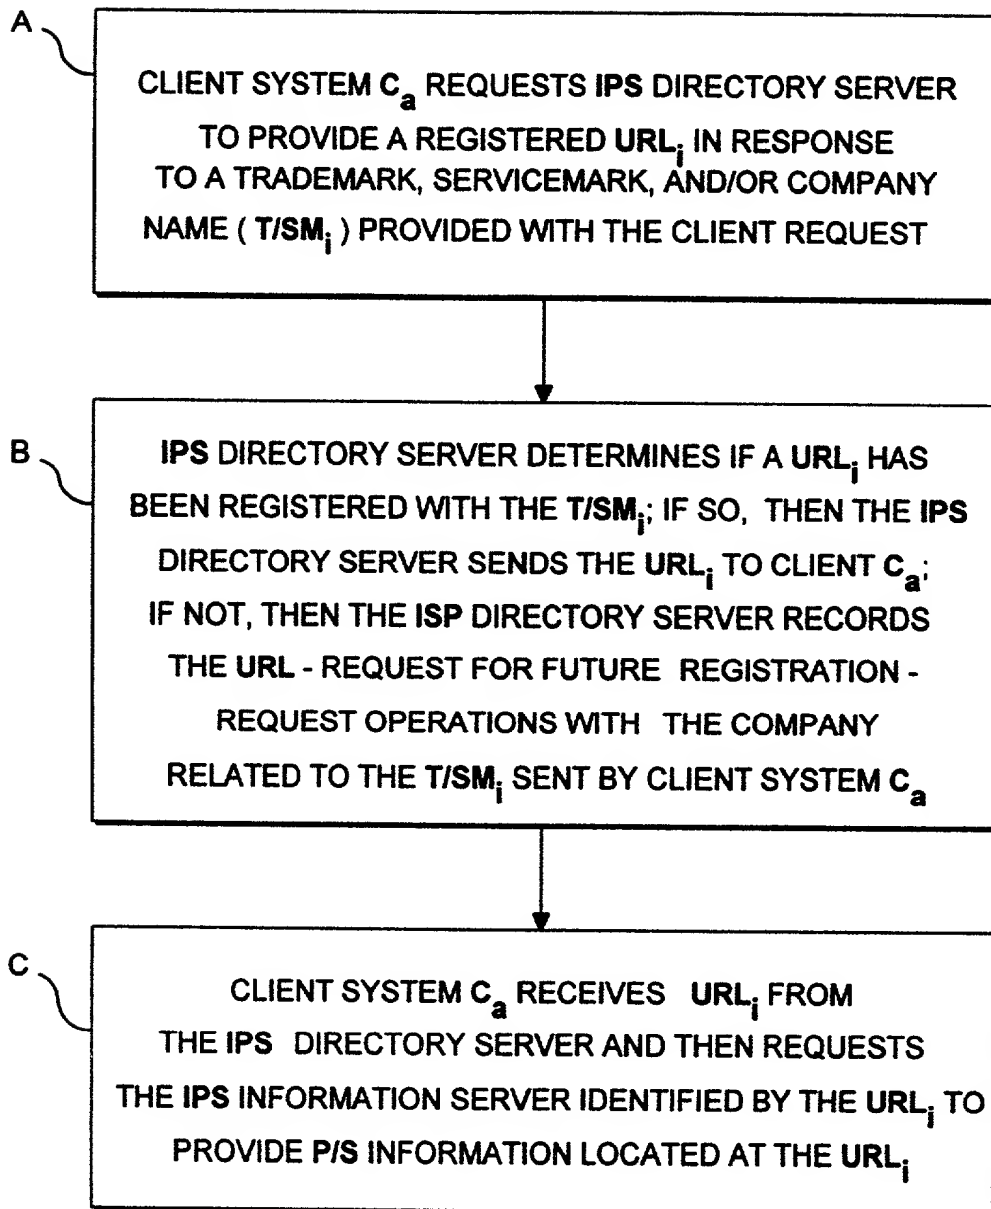 A
CLIENT SYSTEM Ca REQUESTS IPS DIRECTORY SERVER
TO PROVIDE A REGISTERED URLi IN RESPONSE
TO A TRADEMARK, SERVICEMARK, AND/OR COMPANY
NAME ( T/SMi ) PROVIDED WITH THE CLIENT REQUEST
B
IPS DIRECTORY SERVER DETERMINES IF A URLi HAS
BEEN REGISTERED WITH THE T/SMi; IF SO, THEN THE IPS
DIRECTORY SERVER SENDS THE URLi TO CLIENT Ca;
IF NOT, THEN THE ISP DIRECTORY SERVER RECORDS
THE URL - REQUEST FOR FUTURE REGISTRATION -
REQUEST OPERATIONS WITH THE COMPANY
RELATED TO THE T/SMi SENT BY CLIENT SYSTEM Ca
C
CLIENT SYSTEM Ca RECEIVES URLi FROM
THE IPS DIRECTORY SERVER AND THEN REQUESTS
THE IPS INFORMATION SERVER IDENTIFIED BY THE URLi TO
PROVIDE P/S INFORMATION LOCATED AT THE URLi